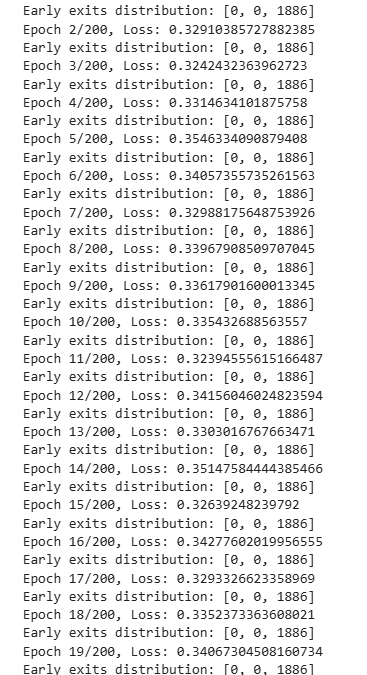 Early exits distribution: [0, 0, 1886]
Epoch 2/200, Loss: 0.32910385727882385
Early exits distribution: [0, 0, 1886]
Epoch 3/200, Loss: 0.3242432363962723
Early exits distribution: [0, 0, 1886]
Epoch 4/200, Loss: 0.3314634101875758
Early exits distribution: [0, 0, 1886]
Epoch 5/200, Loss: 0.3546334090879408
Early exits distribution: [0, 0, 1886]
Epoch 6/200, Loss: 0.34057355735261563
Early exits distribution: [0, 0, 1886]
Epoch 7/200, Loss: 0.32988175648753926
Early exits distribution: [0, 0, 1886]
Epoch 8/200, Loss: 0.33967908509707045
Early exits distribution: [0, 0, 1886]
Epoch 9/200, Loss: 0.33617901600013345
Early exits distribution: [0, 0, 1886]
Epoch 10/200, Loss: 0.335432688563557
Early exits distribution: [0, 0, 1886]
Epoch 11/200, Loss: 0.32394555615166487
Early exits distribution: [0, 0, 1886]
Epoch 12/200, Loss: 0.34156046024823594
Early exits distribution: [0, 0, 1886]
Epoch 13/200, Loss: 0.3303016767663471
Early exits distribution: [0, 0, 1886]
Epoch 14/200, Loss: 0.35147584444385466
Early exits distribution: [0, 0, 1886]
Epoch 15/200, Loss: 0.32639248239792
Early exits distribution: [0, 0, 1886]
Epoch 16/200, Loss: 0.34277602019956555
Early exits distribution: [0, 0, 1886]
Epoch 17/200, Loss: 0.3293326623358969
Early exits distribution: [0, 0, 1886]
Epoch 18/200, Loss: 0.3352373363608021
Early exits distribution: [0, 0, 1886]
Epoch 19/200, Loss: 0.34067304508160734
Early exits distribution: [0, 0, 1886]